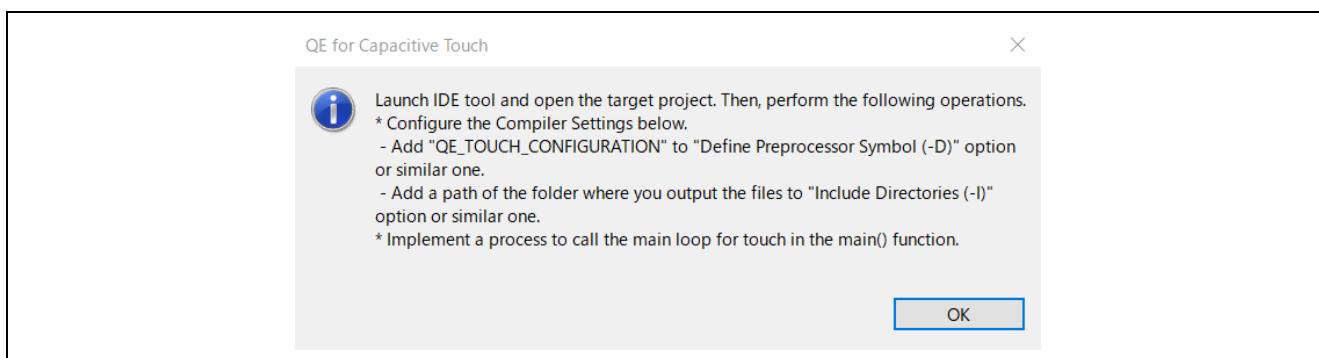 QE for Capacitive Touch
Launch IDE tool and open the target project. Then, perform the following operations.
* Configure the Compiler Settings below.
- Add "QE_TOUCH_CONFIGURATION" to "Define Preprocessor Symbol (-D)" option
or similar one.
- Add a path of the folder where you output the files to "Include Directories (-I)"
option or similar one.
* Implement a process to call the main loop for touch in the main() function.
OK